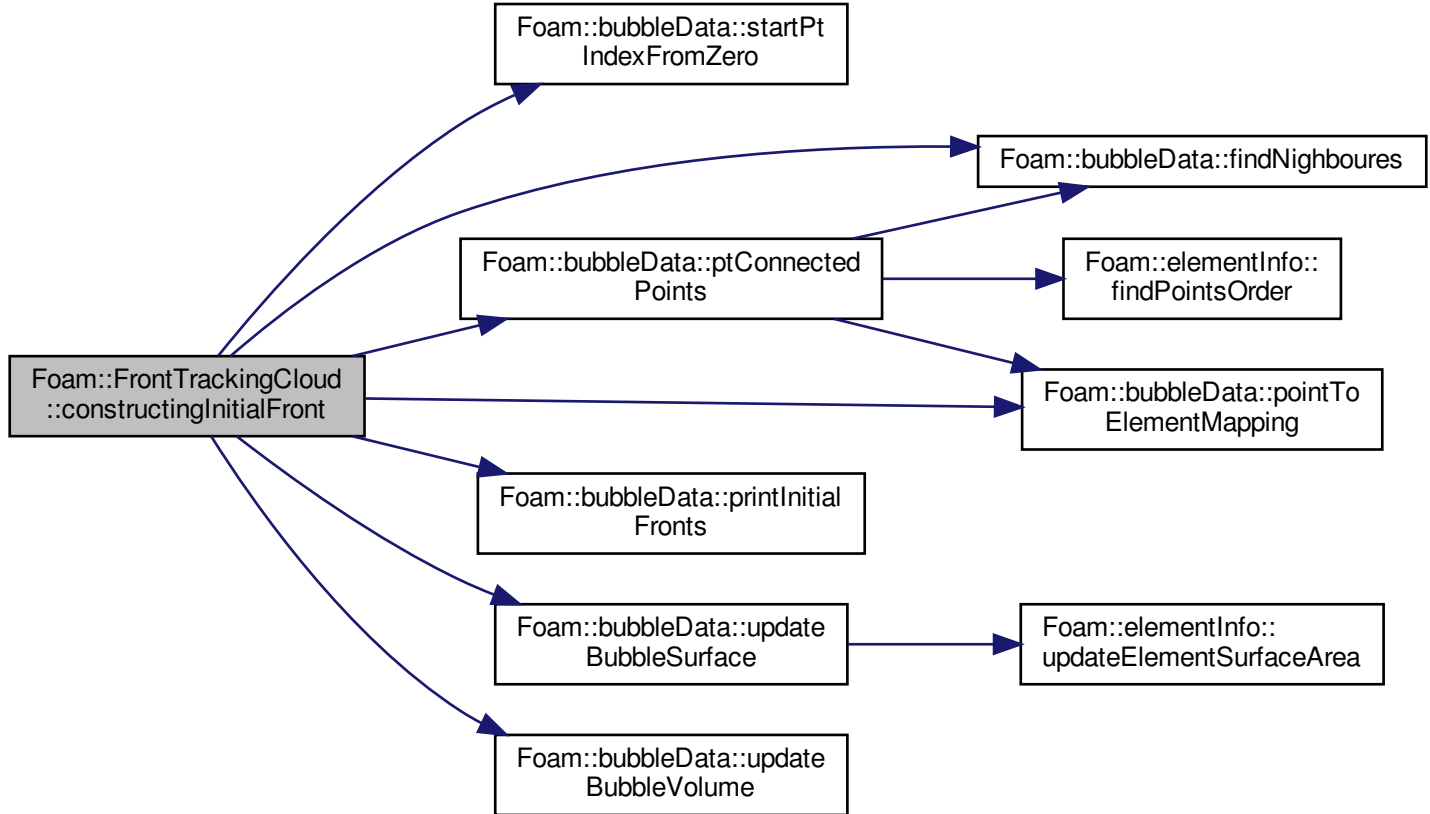 Foam::bubbleData::startPt
IndexFromZero
Foam::bubbleData::findNighboures
Foam::bubbleData::ptConnected
Points
Foam::elementInfo::
findPointsOrder
Foam::FrontTrackingCloud
::constructingInitialFront
Foam::bubbleData::pointTo
ElementMapping
Foam::bubbleData::printInitial
Fronts
Foam::bubbleData::update
BubbleSurface
Foam::elementInfo::
updateElementSurfaceArea
Foam::bubbleData::update
BubbleVolume